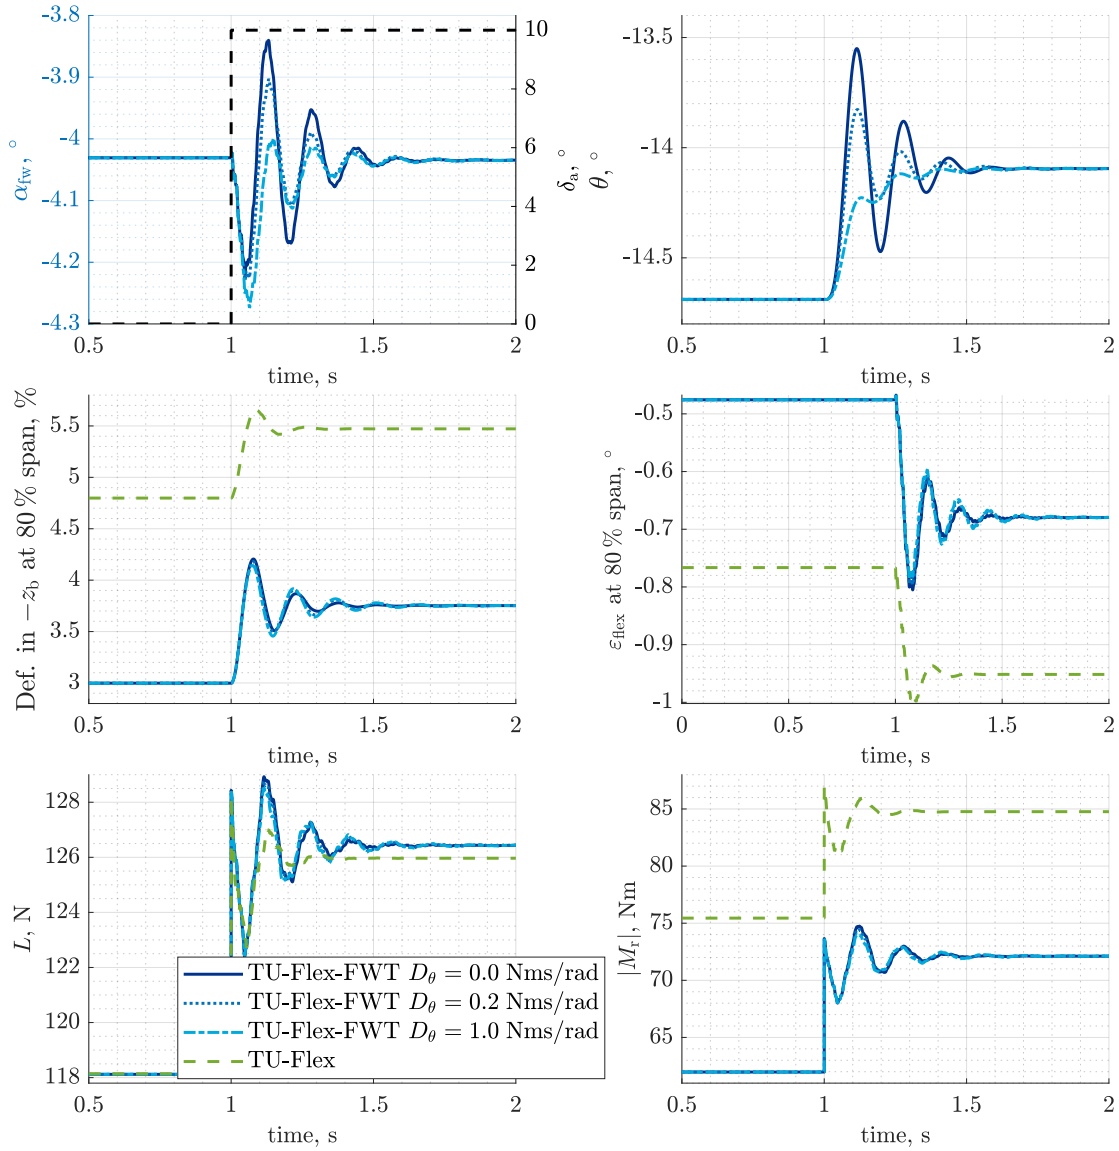 -3.8
-3.9
-4
-4.1
-4.2
-4.3
α_fw, °
10
8
6
4
2
0
δ_a, °
0.5 1 1.5 2
time, s
-13.5
-14
-14.5
θ, °
0.5 1 1.5 2
time, s
5.5
5
4.5
4
3.5
3
Def. in −z_b at 80 % span, %
0.5 1 1.5 2
time, s
-0.5
-0.6
-0.7
-0.8
-0.9
-1
ε_flex at 80 % span, °
0 0.5 1 1.5 2
time, s
128
126
124
122
120
118
L, N
0.5 1 1.5 2
time, s
TU-Flex-FWT D_θ = 0.0 Nms/rad
TU-Flex-FWT D_θ = 0.2 Nms/rad
TU-Flex-FWT D_θ = 1.0 Nms/rad
TU-Flex
85
80
75
70
65
|M_r|, Nm
0.5 1 1.5 2
time, s